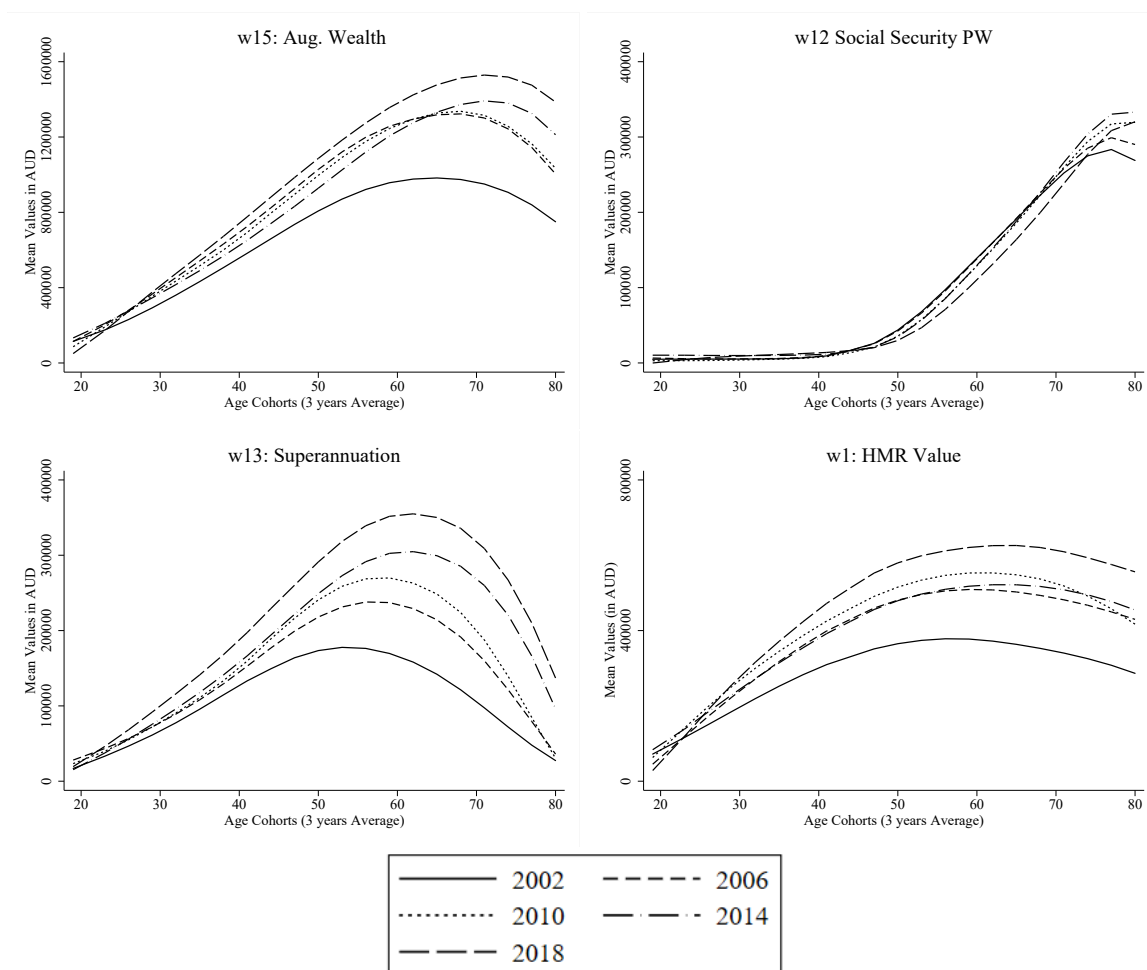 w15: Aug. Wealth
Mean Values in AUD
1600000
1200000
800000
400000
0
20 30 40 50 60 70 80
Age Cohorts (3 years Average)
w12 Social Security PW
Mean Values in AUD
400000
300000
200000
100000
0
20 30 40 50 60 70 80
Age Cohorts (3 years Average)
w13: Superannuation
Mean Values in AUD
400000
300000
200000
100000
0
20 30 40 50 60 70 80
Age Cohorts (3 years Average)
w1: HMR Value
Mean Values (in AUD)
800000
400000
0
20 30 40 50 60 70 80
Age Cohorts (3 years Average)
2002 2006
2010 2014
2018